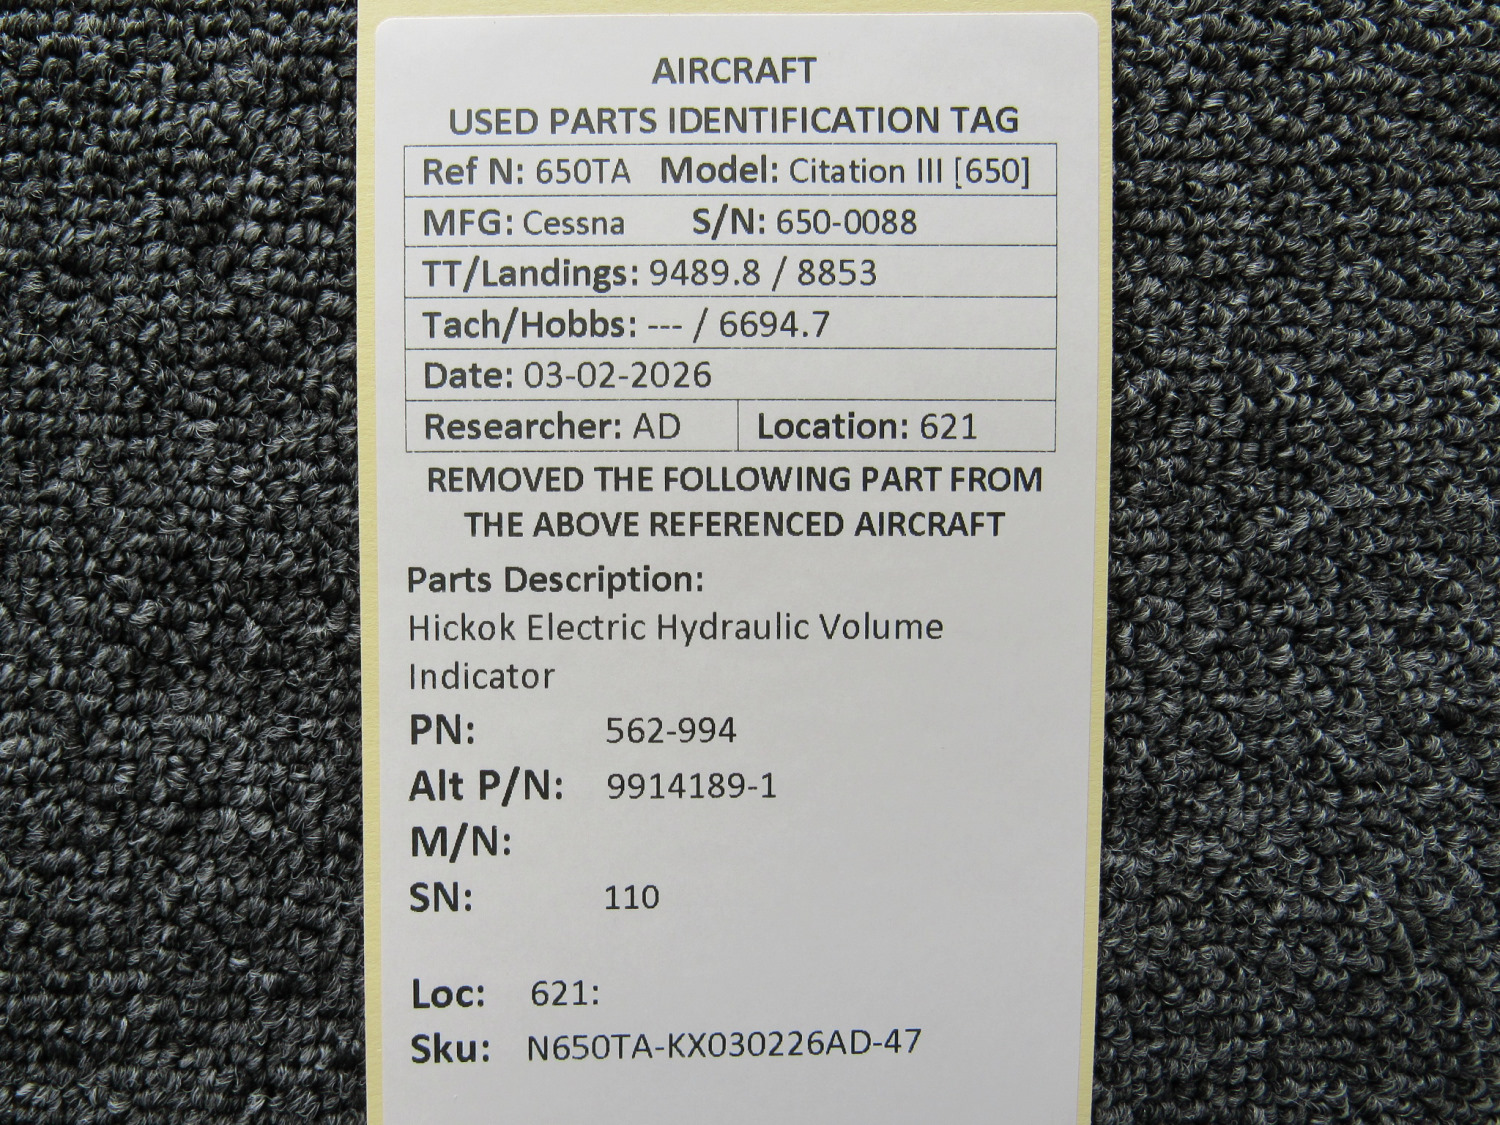 AIRCRAFT
USED PARTS IDENTIFICATION TAG
Ref N: 650TA Model: Citation III [650]
MFG: Cessna S/N: 650-0088
TT/Landings: 9489.8 / 8853
Tach/Hobbs: --- / 6694.7
Date: 03-02-2026
Researcher: AD Location: 621
REMOVED THE FOLLOWING PART FROM
THE ABOVE REFERENCED AIRCRAFT
Parts Description:
Hickok Electric Hydraulic Volume
Indicator
PN: 562-994
Alt P/N: 9914189-1
M/N:
SN: 110
Loc: 621:
Sku: N650TA-KX030226AD-47